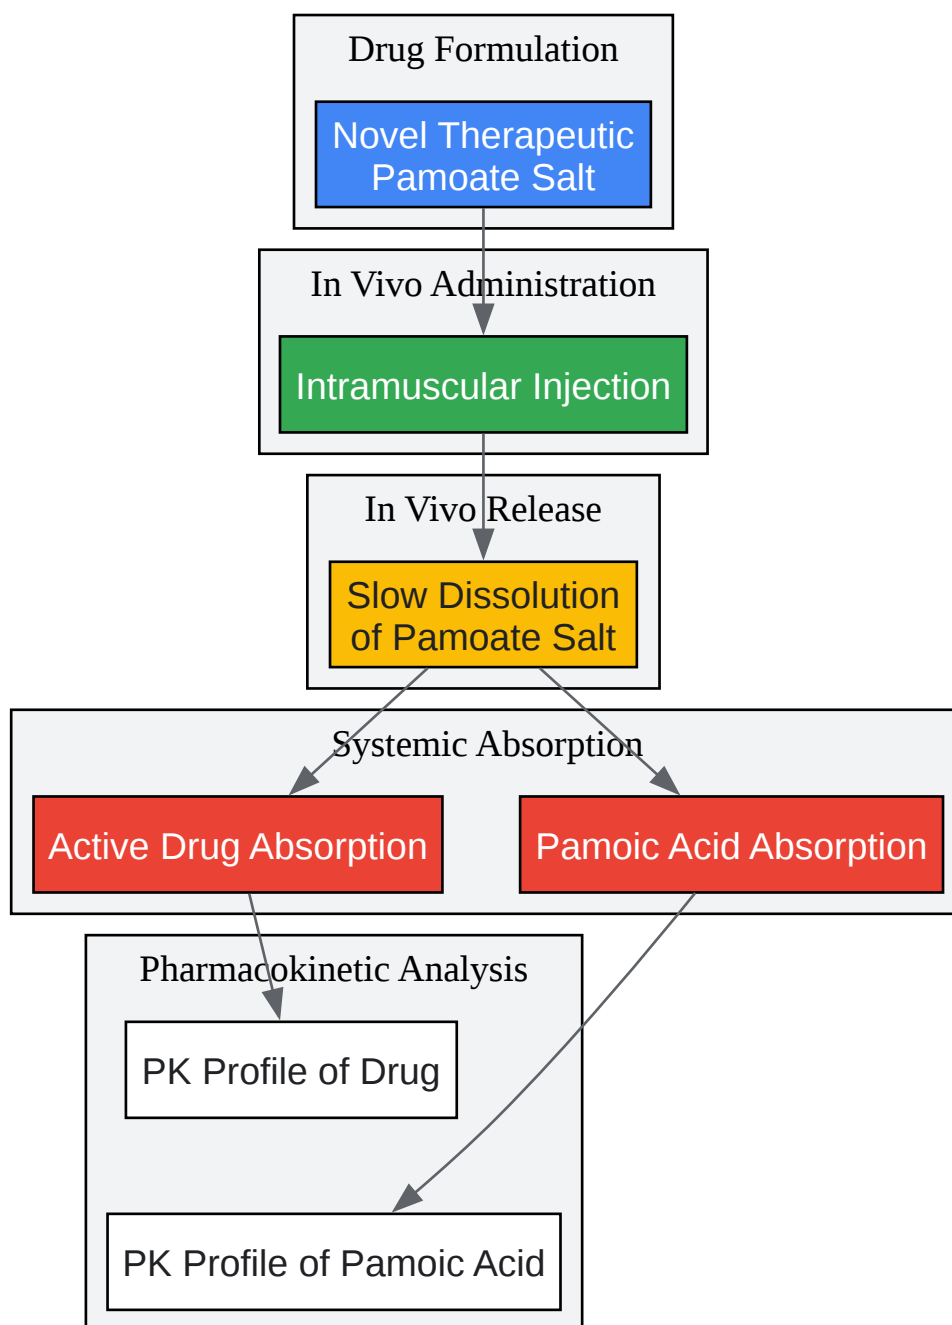 Drug Formulation
Novel Therapeutic
Pamoate Salt
In Vivo Administration
Intramuscular Injection
In Vivo Release
Slow Dissolution
of Pamoate Salt
Systemic Absorption
Active Drug Absorption
Pamoic Acid Absorption
Pharmacokinetic Analysis
PK Profile of Drug
PK Profile of Pamoic Acid